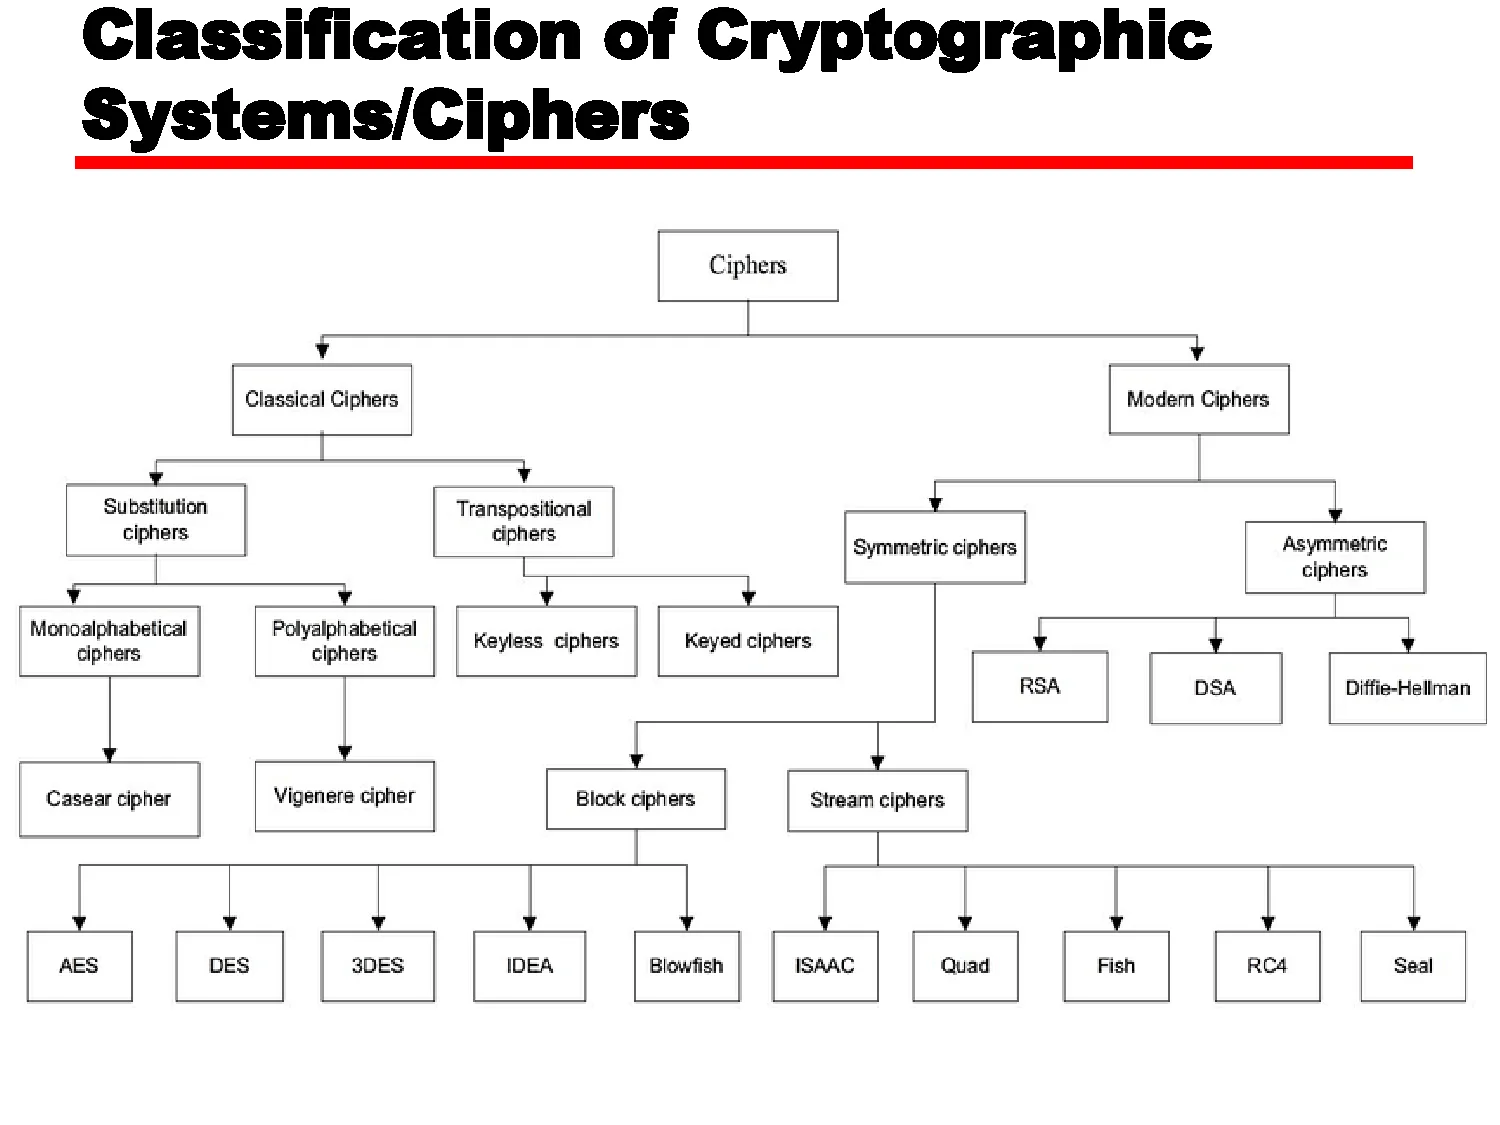 Classification of Cryptographic
Systems/Ciphers
Ciphers
Classical Ciphers
Modern Ciphers
Substitution
ciphers
Transpositional
ciphers
Symmetric ciphers
Asymmetric
ciphers
Monoalphabetical
ciphers
Polyalphabetical
ciphers
Keyless ciphers
Keyed ciphers
RSA
DSA
Diffie-Hellman
Casear cipher
Vigenere cipher
Block ciphers
Stream ciphers
AES
DES
3DES
IDEA
Blowfish
ISAAC
Quad
Fish
RC4
Seal